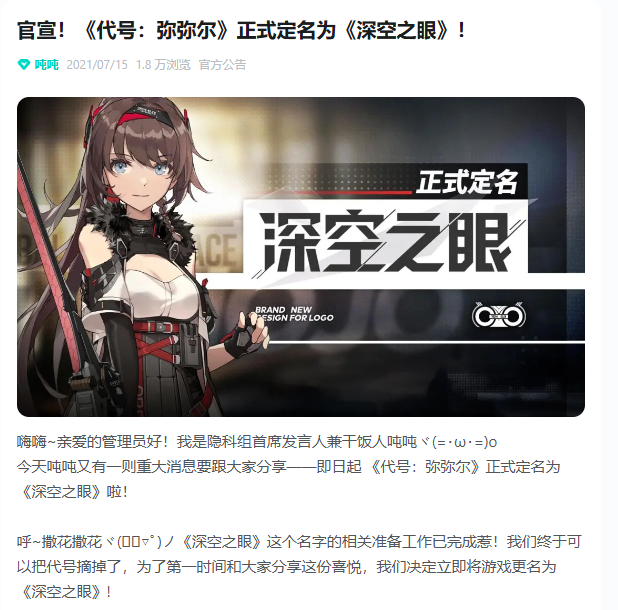 官宣！《代号：弥弥尔》正式定名为《深空之眼》！
吨吨 2021/07/15 1.8 万浏览 官方公告
正式定名
深空之眼
BRAND NEW
DESIGN FOR LOGO
嗨嗨~亲爱的管理员好！我是隐科组首席发言人兼干饭人吨吨ヾ(=･ω･=)o
今天吨吨又有一则重大消息要跟大家分享——即日起 《代号：弥弥尔》正式定名为
《深空之眼》啦！
呼~撒花撒花ヾ(▯▯▿ﾟ)ノ《深空之眼》这个名字的相关准备工作已完成惹！我们终于可
以把代号摘掉了，为了第一时间和大家分享这份喜悦，我们决定立即将游戏更名为
《深空之眼》！